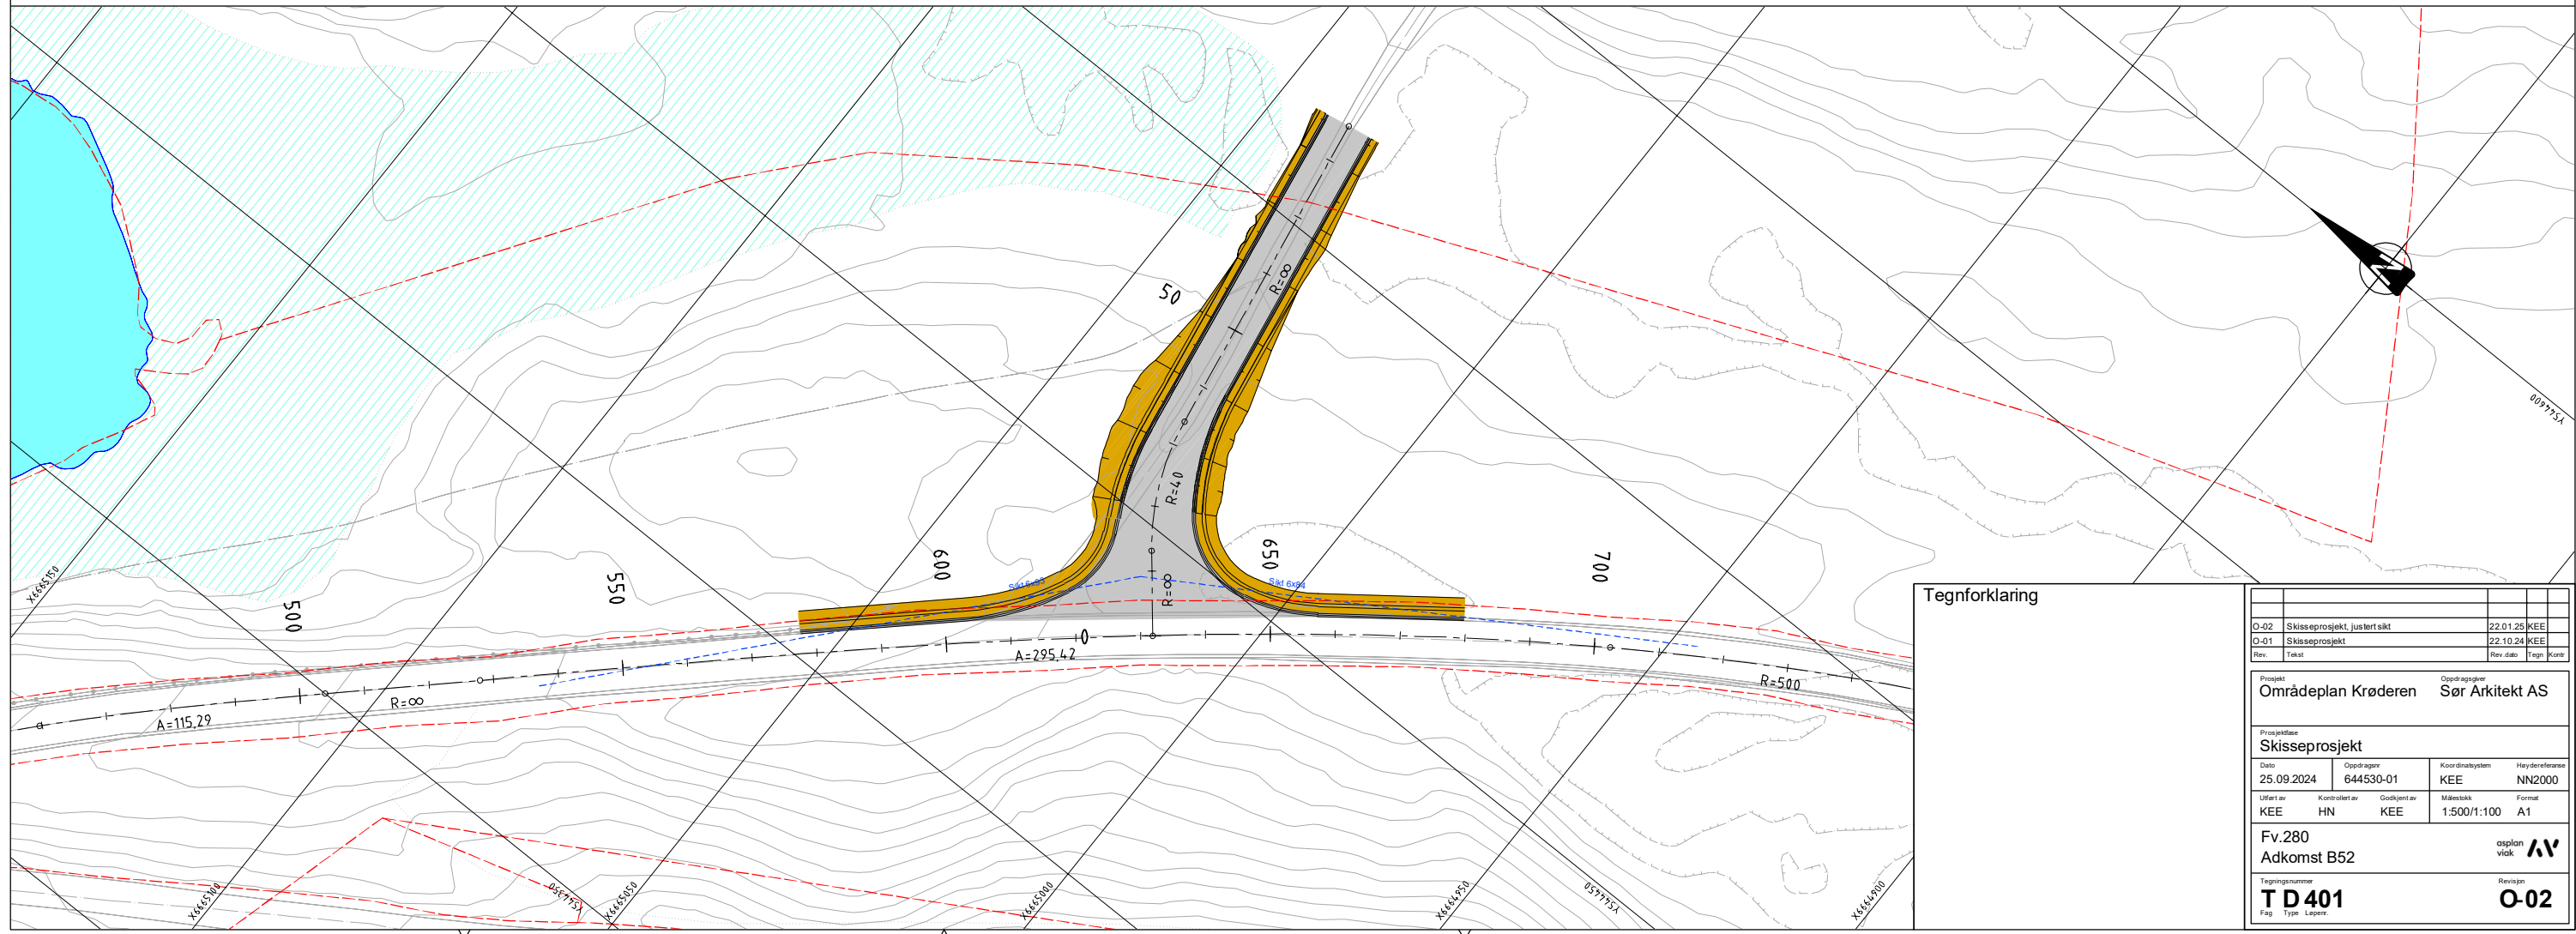 50
R=∞
Y544600
R=40
X6665150
500
550
600
650
700
Sikt 6x93
Sikt 6x84
R=∞
0
A=295,42
R=500
R=∞
A=115,29
a
X6665100
Y544350
X6665050
X6665000
X6664950
Y544450
X6664900
N
Tegnforklaring
O-02 Skisseprosjekt, justert sikt 22.01.25 KEE
O-01 Skisseprosjekt 22.10.24 KEE
Rev. Tekst Rev.dato Tegn Kontr
Prosjekt Oppdragsgiver
Områdeplan Krøderen Sør Arkitekt AS
Prosjektfase
Skisseprosjekt
Dato Oppdragsnr Koordinatsystem Høydereferanse
25.09.2024 644530-01 KEE NN2000
Utført av Kontrollert av Godkjent av Målestokk Format
KEE HN KEE 1:500/1:100 A1
Fv.280
Adkomst B52
asplan
viak
Tegningsnummer Revisjon
T D 401 O-02
Fag Type Løpenr.